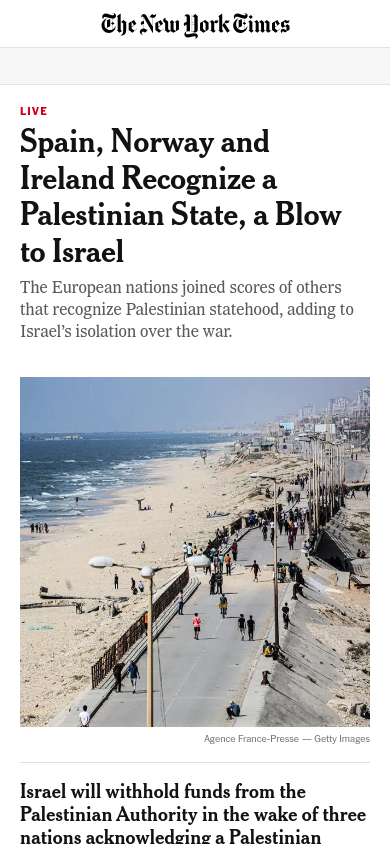 The New York Times
LIVE
Spain, Norway and
Ireland Recognize a
Palestinian State, a Blow
to Israel
The European nations joined scores of others
that recognize Palestinian statehood, adding to
Israel’s isolation over the war.
Agence France-Presse — Getty Images
Israel will withhold funds from the
Palestinian Authority in the wake of three
nations acknowledging a Palestinian